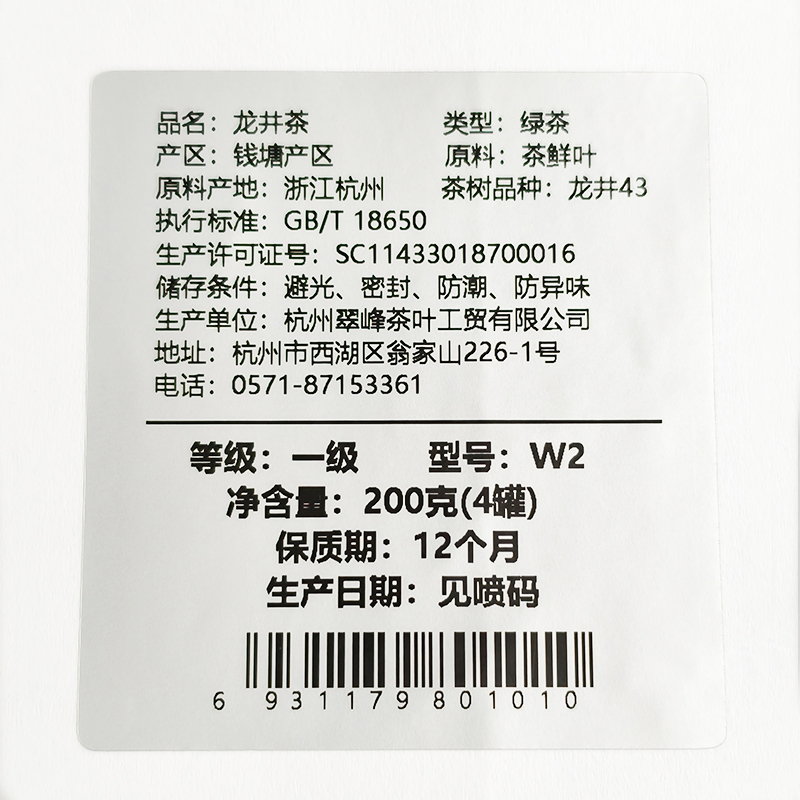 品名：龙井茶 类型：绿茶
产区：钱塘产区 原料：茶鲜叶
原料产地：浙江杭州 茶树品种：龙井43
执行标准：GB/T 18650
生产许可证号：SC11433018700016
储存条件：避光、密封、防潮、防异味
生产单位：杭州翠峰茶叶工贸有限公司
地址：杭州市西湖区翁家山226-1号
电话：0571-87153361
等级：一级 型号：W2
净含量：200克(4罐)
保质期：12个月
生产日期：见喷码
6931179801010